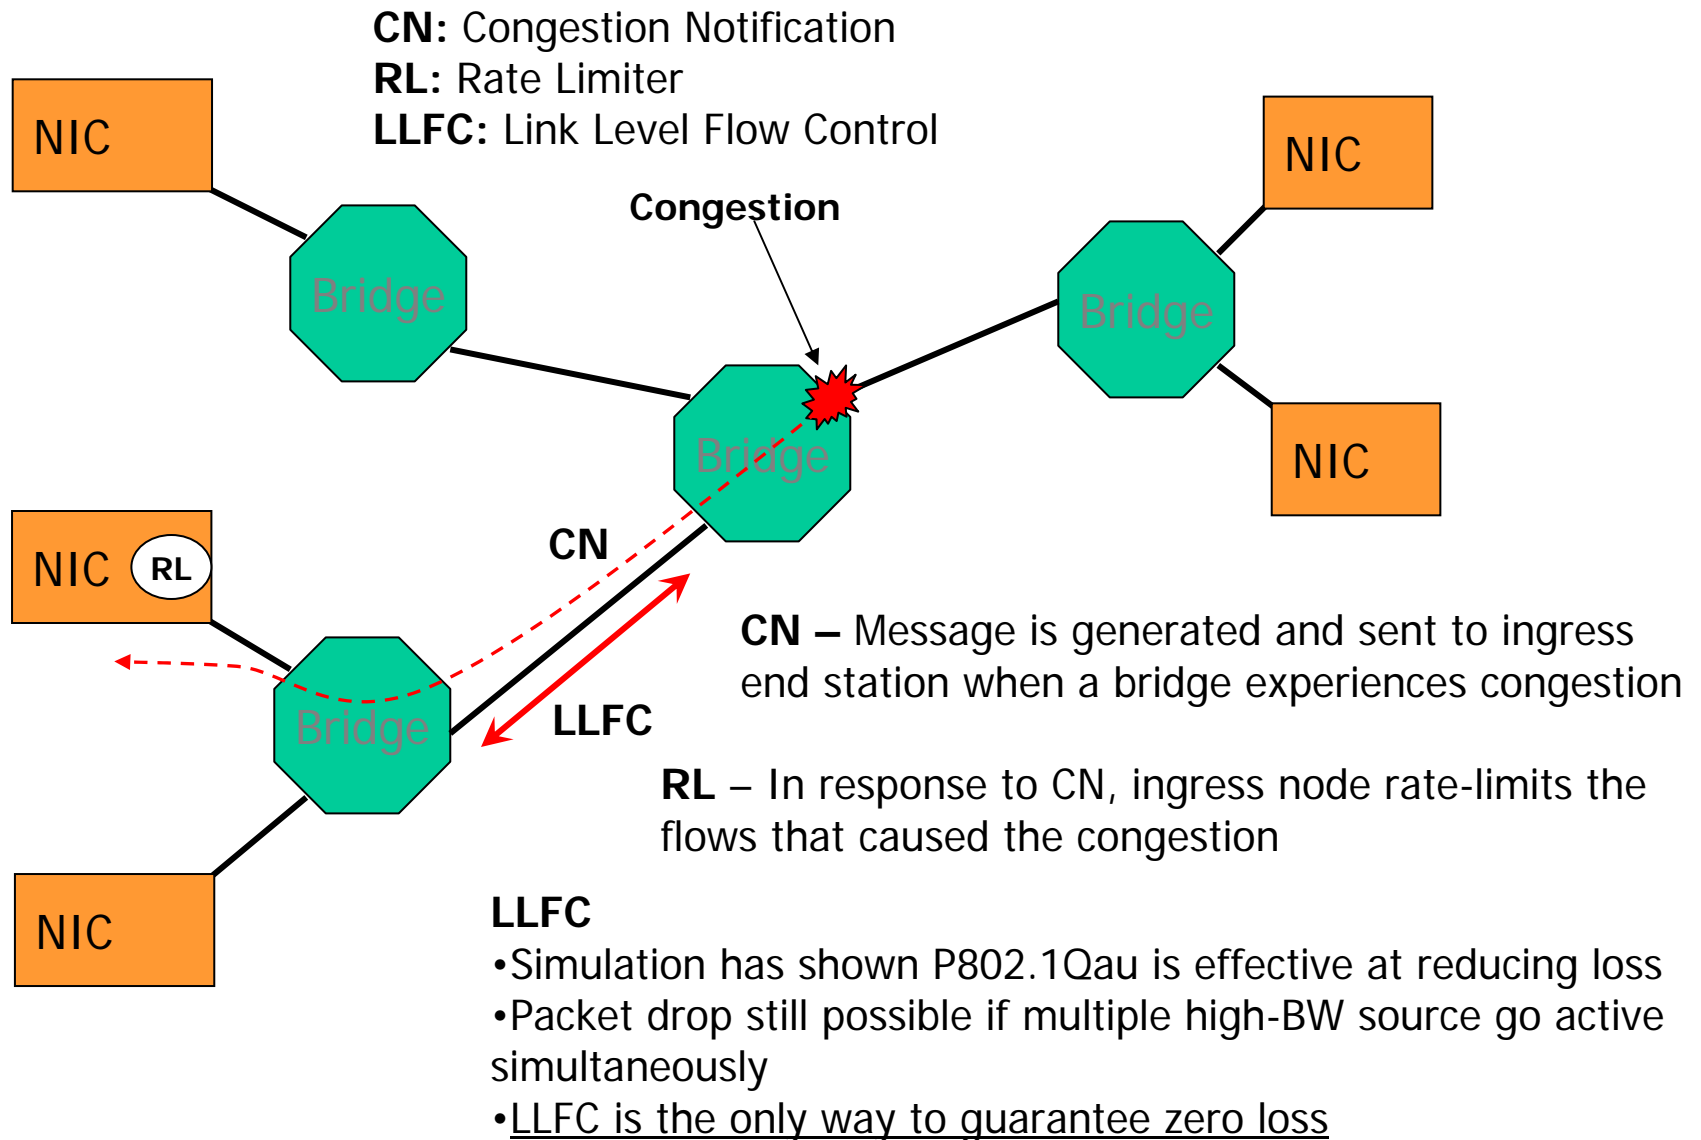 CN: Congestion Notification
RL: Rate Limiter
LLFC: Link Level Flow Control
NIC
NIC
Congestion
Bridge
Bridge
Bridge
NIC
CN
NIC RL
CN – Message is generated and sent to ingress
end station when a bridge experiences congestion
LLFC
Bridge
RL – In response to CN, ingress node rate-limits the
flows that caused the congestion
NIC
LLFC
•Simulation has shown P802.1Qau is effective at reducing loss
•Packet drop still possible if multiple high-BW source go active
simultaneously
•LLFC is the only way to guarantee zero loss